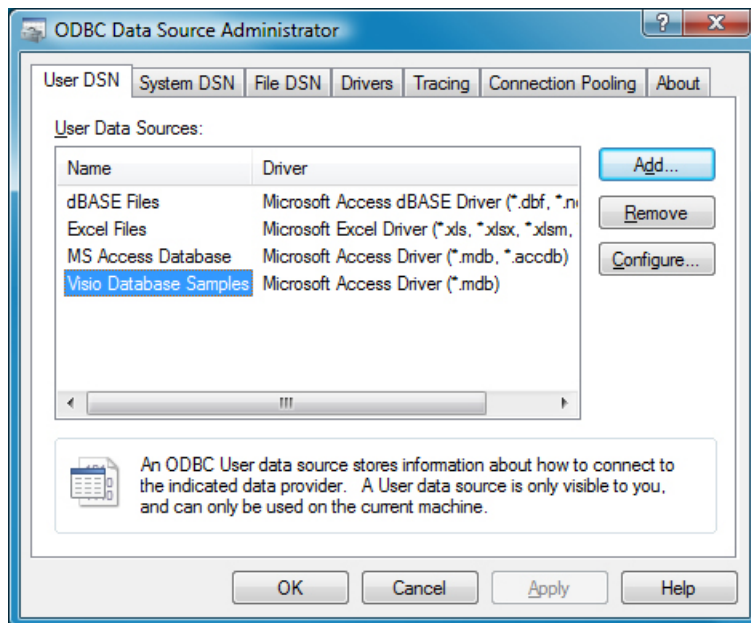 ODBC Data Source Administrator
User DSN System DSN File DSN Drivers Tracing Connection Pooling About
User Data Sources:
Name Driver Add...
dBASE Files Microsoft Access dBASE Driver (*.dbf, *.n
Excel Files Microsoft Excel Driver (*.xls, *.xlsx, *.xlsm, Remove
MS Access Database Microsoft Access Driver (*.mdb, *.accdb) Configure...
Visio Database Samples Microsoft Access Driver (*.mdb)
An ODBC User data source stores information about how to connect to
the indicated data provider. A User data source is only visible to you,
and can only be used on the current machine.
OK Cancel Apply Help